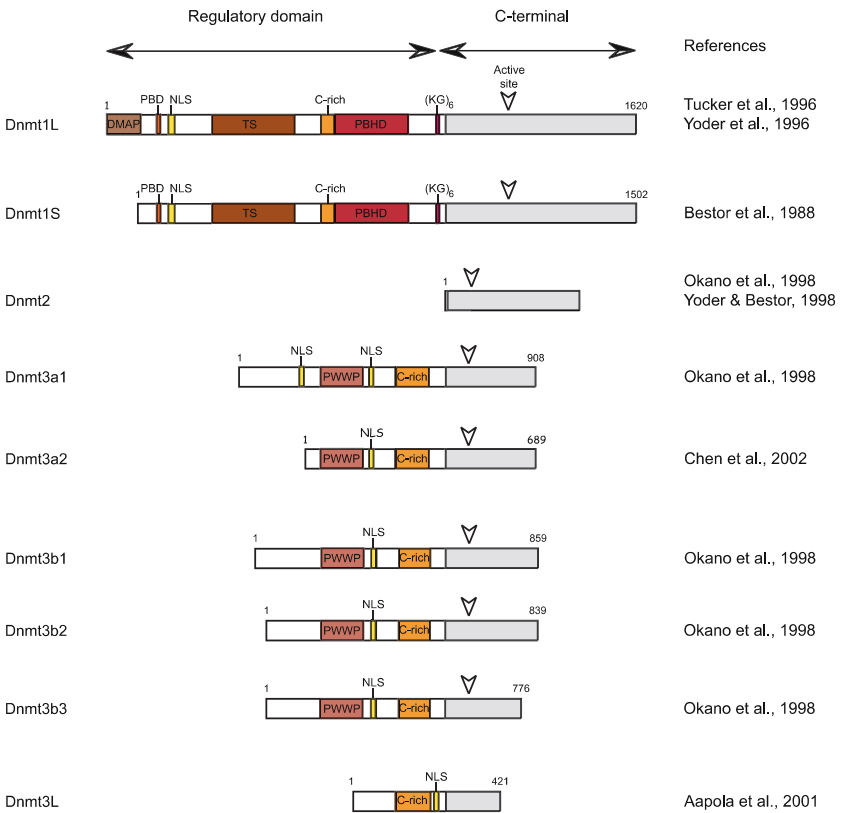 Regulatory domain
C-terminal
References
Active
site
1 PBD NLS C-rich (KG)6 1620
Dnmt1L DMAP TS PBHD Tucker et al., 1996
Yoder et al., 1996
1 PBD NLS C-rich (KG)6 1502
Dnmt1S TS PBHD Bestor et al., 1988
1
Dnmt2 Okano et al., 1998
Yoder & Bestor, 1998
1 NLS NLS 908
Dnmt3a1 PWWP C-rich Okano et al., 1998
1 NLS 689
Dnmt3a2 PWWP C-rich Chen et al., 2002
1 NLS 859
Dnmt3b1 PWWP C-rich Okano et al., 1998
1 NLS 839
Dnmt3b2 PWWP C-rich Okano et al., 1998
1 NLS 776
Dnmt3b3 PWWP C-rich Okano et al., 1998
1 NLS 421
Dnmt3L C-rich Aapola et al., 2001